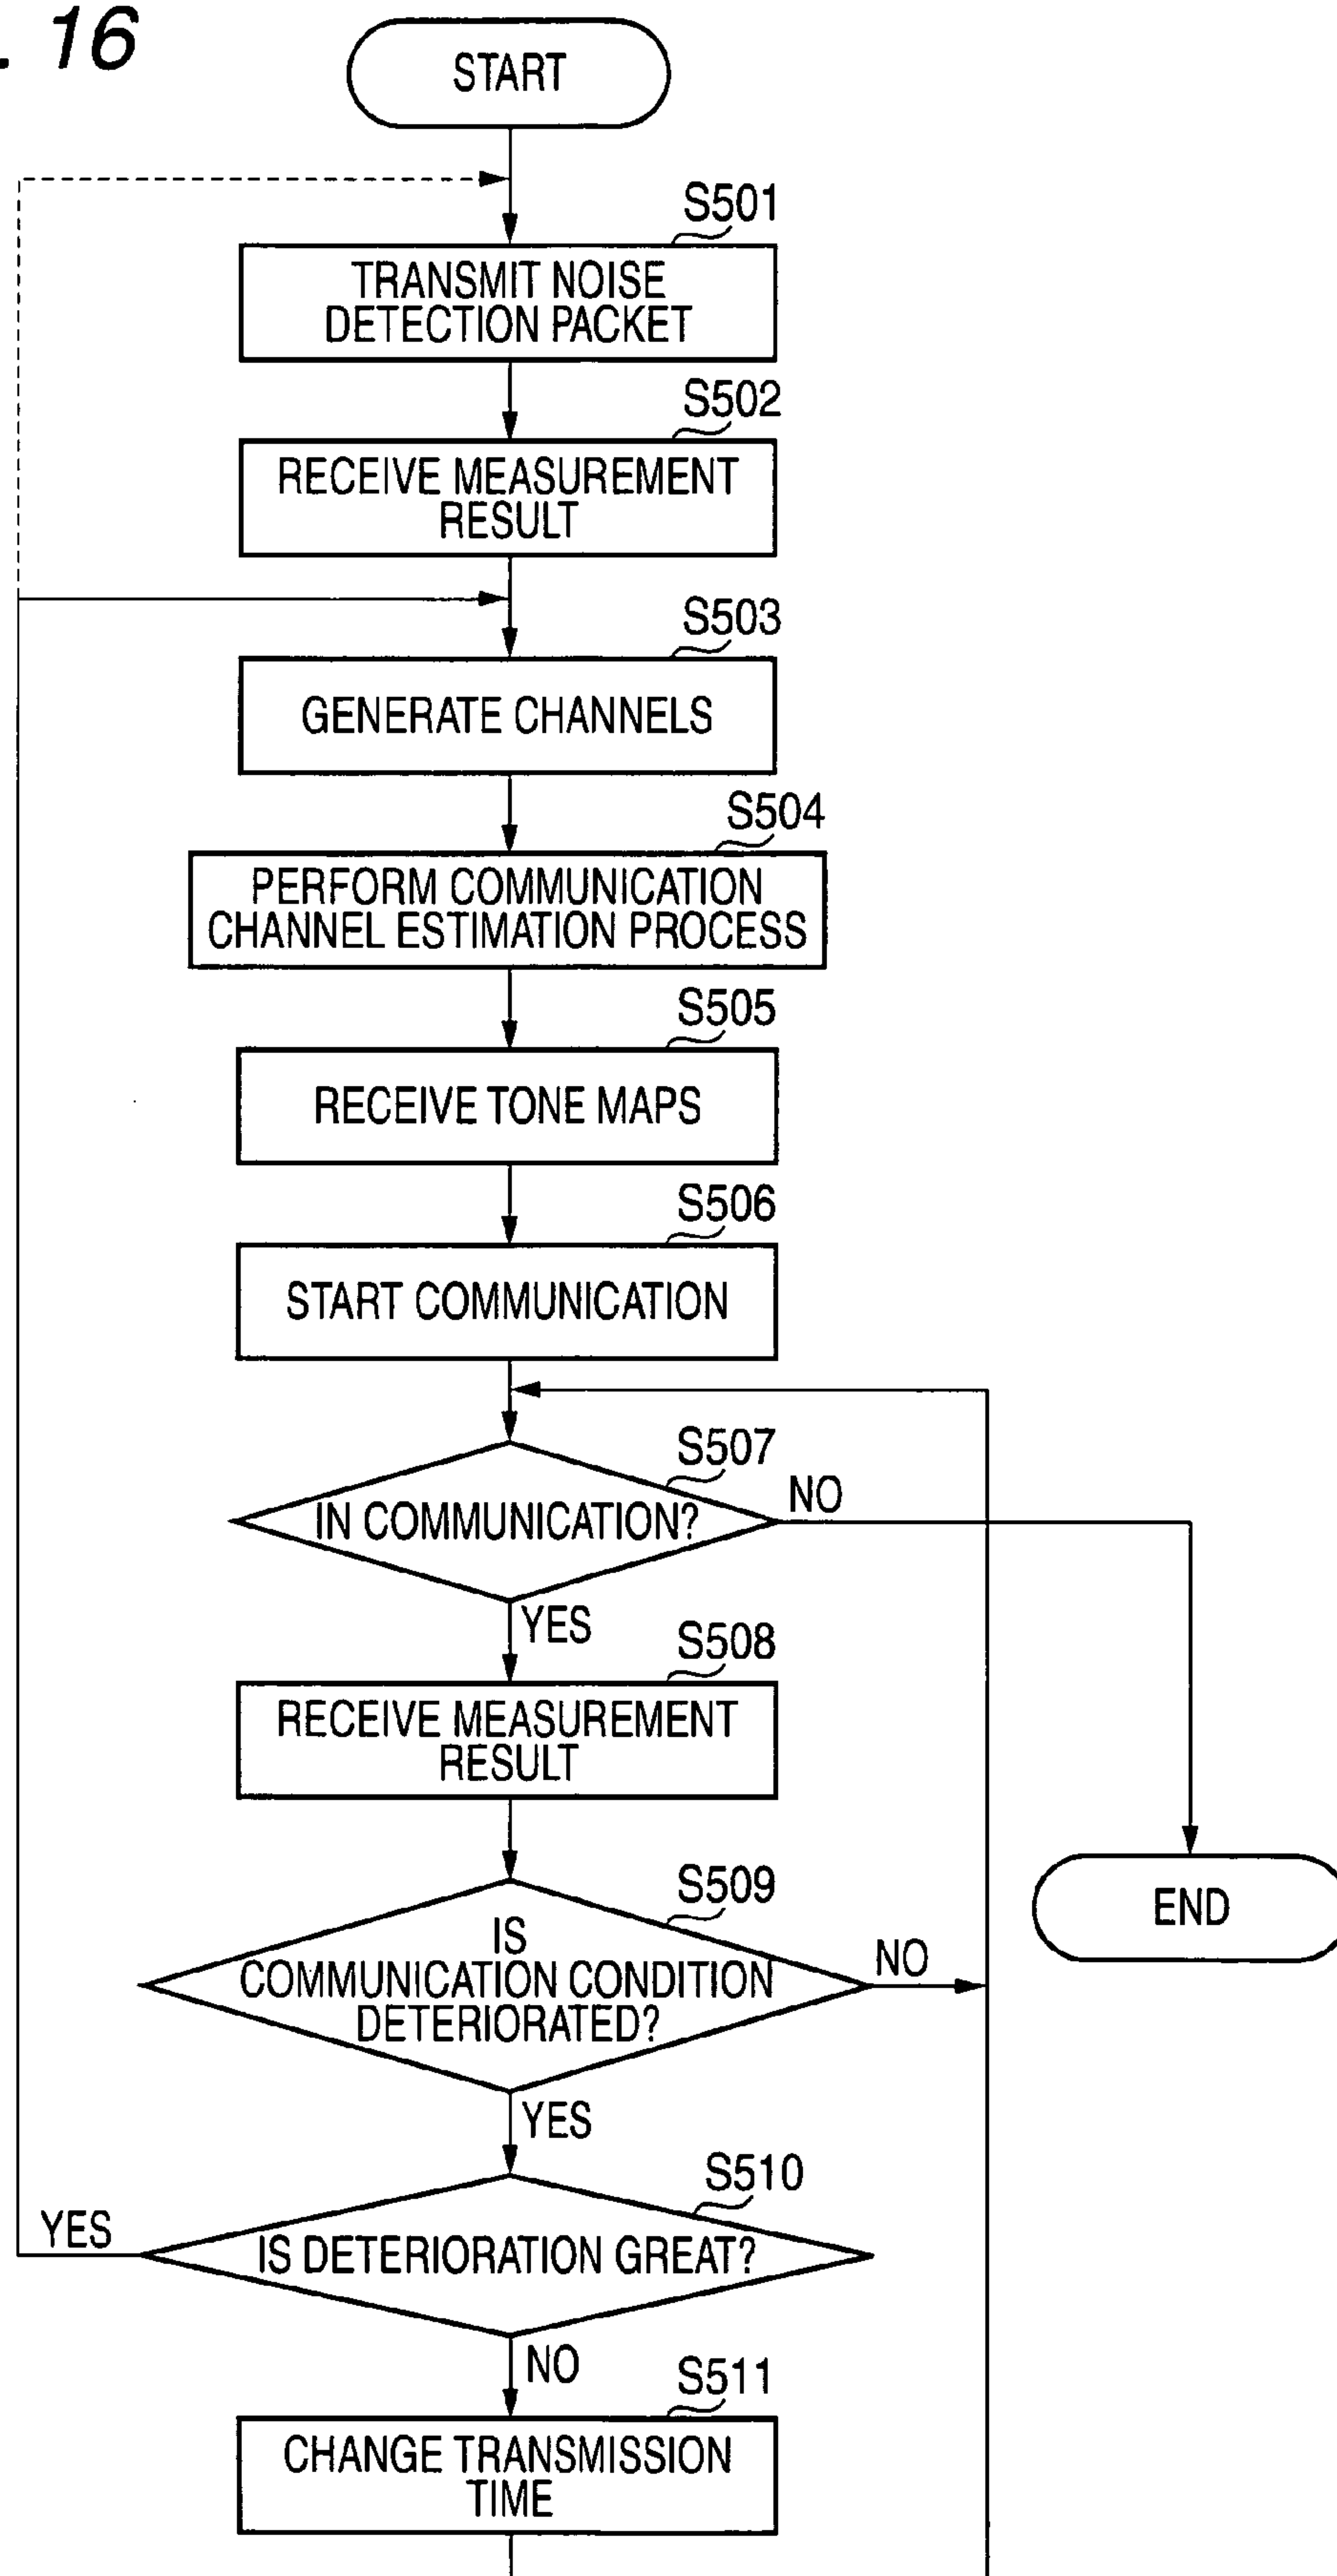 . 16
START
S501
TRANSMIT NOISE
DETECTION PACKET
S502
RECEIVE MEASUREMENT
RESULT
S503
GENERATE CHANNELS
S504
PERFORM COMMUNICATION
CHANNEL ESTIMATION PROCESS
S505
RECEIVE TONE MAPS
S506
START COMMUNICATION
S507
IN COMMUNICATION?
NO
YES
S508
RECEIVE MEASUREMENT
RESULT
S509
IS
COMMUNICATION CONDITION
DETERIORATED?
NO
END
YES
S510
IS DETERIORATION GREAT?
YES
NO
S511
CHANGE TRANSMISSION
TIME